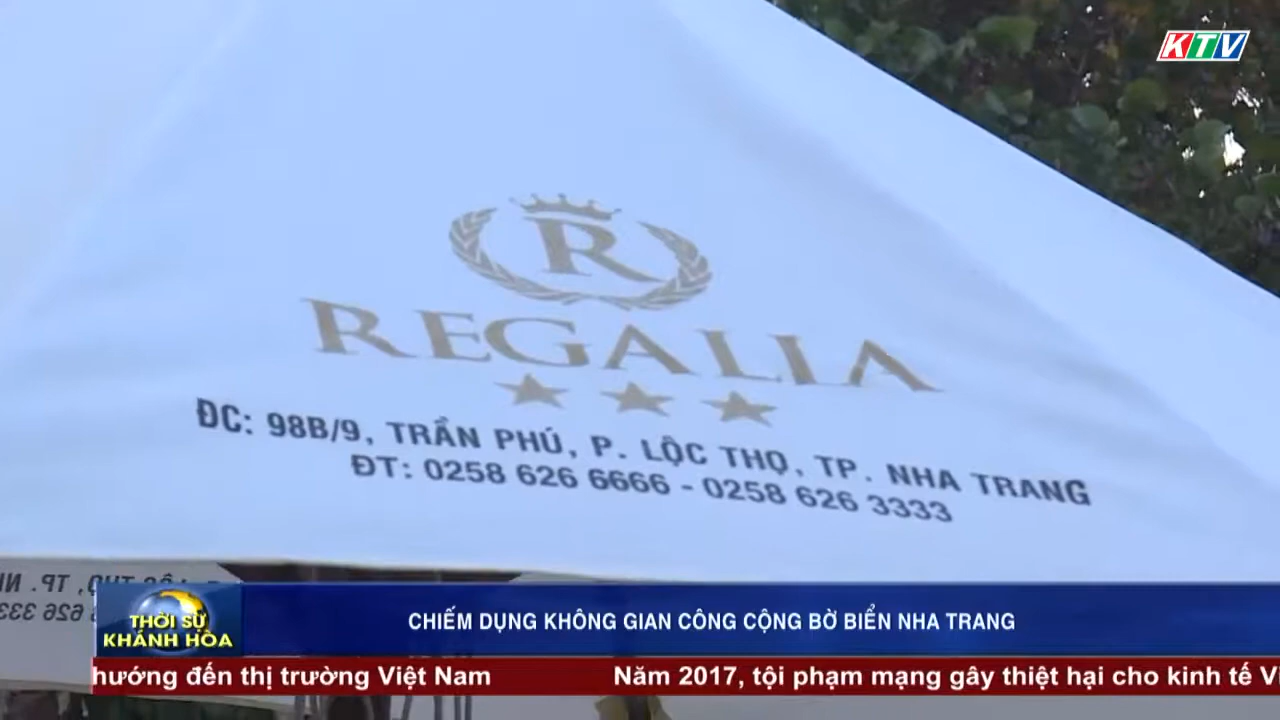 KTV
R
REGALIA
ĐC: 98B/9, TRẦN PHÚ, P. LỘC THỌ, TP. NHA TRANG
ĐT: 0258 626 6666 - 0258 626 3333
THỜI SỰ
KHÁNH HÒA
CHIẾM DỤNG KHÔNG GIAN CÔNG CỘNG BỜ BIỂN NHA TRANG
hướng đến thị trường Việt Nam Năm 2017, tội phạm mạng gây thiệt hại cho kinh tế Vi